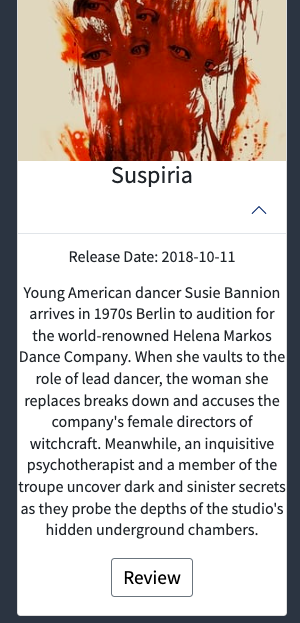 Suspiria
Release Date: 2018-10-11
Young American dancer Susie Bannion
arrives in 1970s Berlin to audition for
the world-renowned Helena Markos
Dance Company. When she vaults to the
role of lead dancer, the woman she
replaces breaks down and accuses the
company's female directors of
witchcraft. Meanwhile, an inquisitive
psychotherapist and a member of the
troupe uncover dark and sinister secrets
as they probe the depths of the studio's
hidden underground chambers.
Review